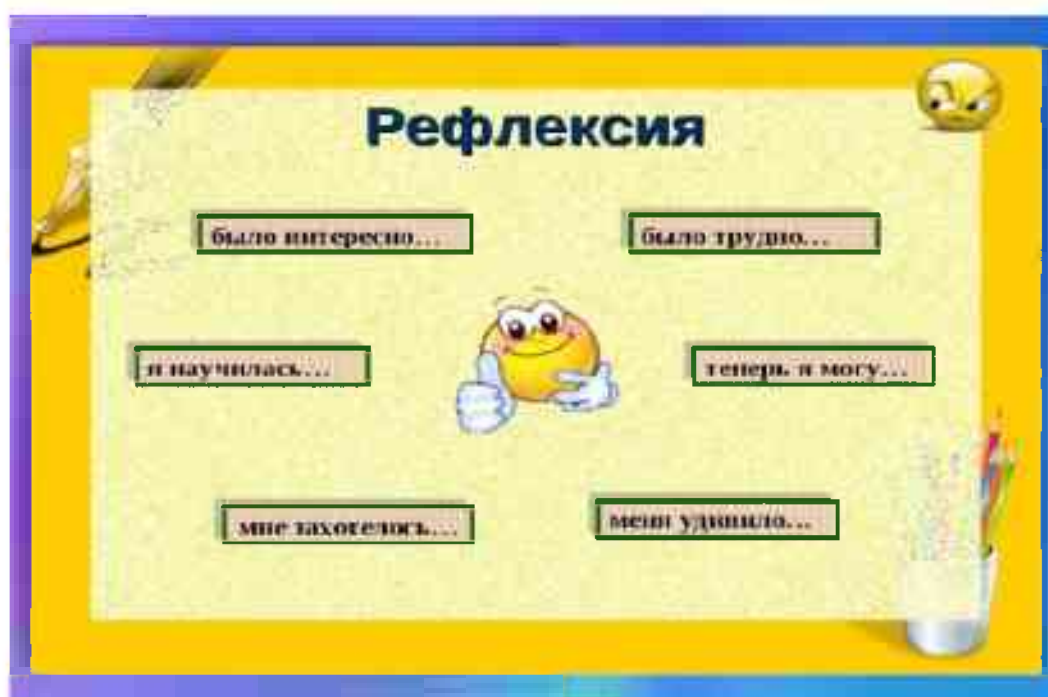 Рефлексия
было интересно...
было трудно...
я научилась....
теперь я могу...
мне захотелось...
меня удивило...